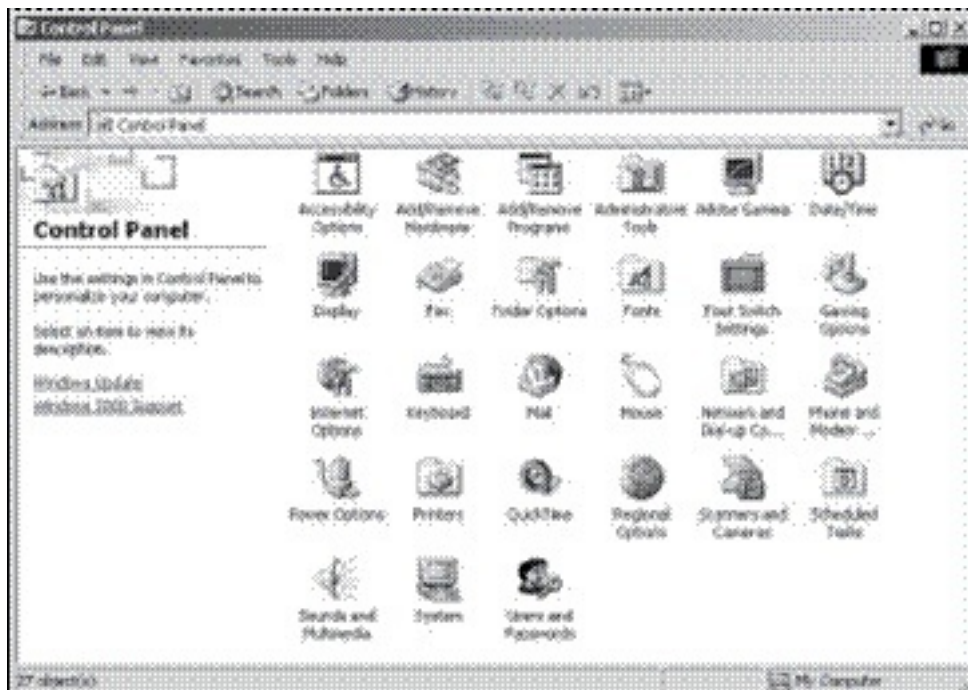 Control Panel
File Edit View Favorites Tools Help
Back Search Folders History
Address Control Panel Go
Control Panel
Use the settings in Control Panel to
personalize your computer.
Select an item to view its
description.
Windows Update
Windows 2000 Support
Accessibility Options
Add/Remove Hardware
Add/Remove Programs
Administrative Tools
Adobe Gamma
Date/Time
Display
Fax
Folder Options
Fonts
Gaming Options
Internet Options
Keyboard
Mail
Mouse
Network and Dial-up Co...
Phone and Modem ...
Power Options
Printers
QuickTime
Regional Options
Scanners and Cameras
Scheduled Tasks
Sounds and Multimedia
System
Users and Passwords
27 object(s)
My Computer